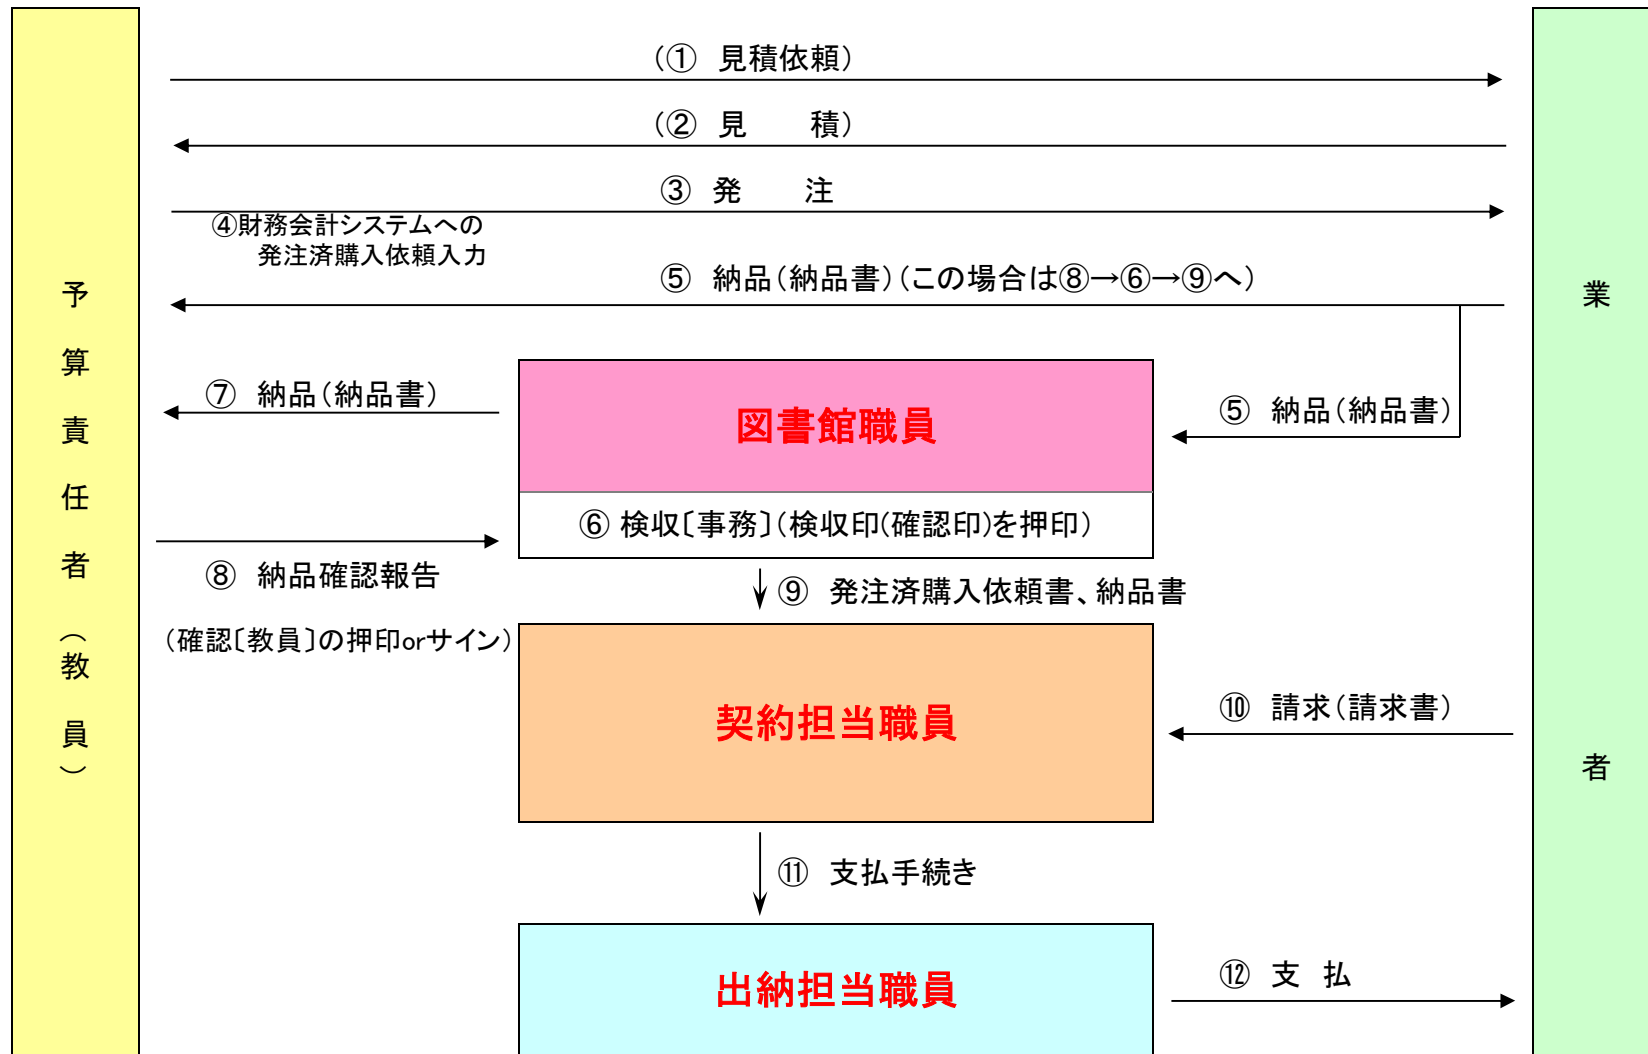 (① 見積依頼)
(② 見　　積)
③ 発　　注
④財務会計システムへの
発注済購入依頼入力
⑤ 納品(納品書)(この場合は⑧→⑥→⑨へ)
予算責任者(教員)
業者
⑦ 納品(納品書)
図書館職員
⑤ 納品(納品書)
⑥ 検収〔事務〕(検収印(確認印)を押印)
⑧ 納品確認報告
⑨ 発注済購入依頼書、納品書
(確認〔教員〕の押印orサイン)
契約担当職員
⑩ 請求(請求書)
⑪ 支払手続き
出納担当職員
⑫ 支 払